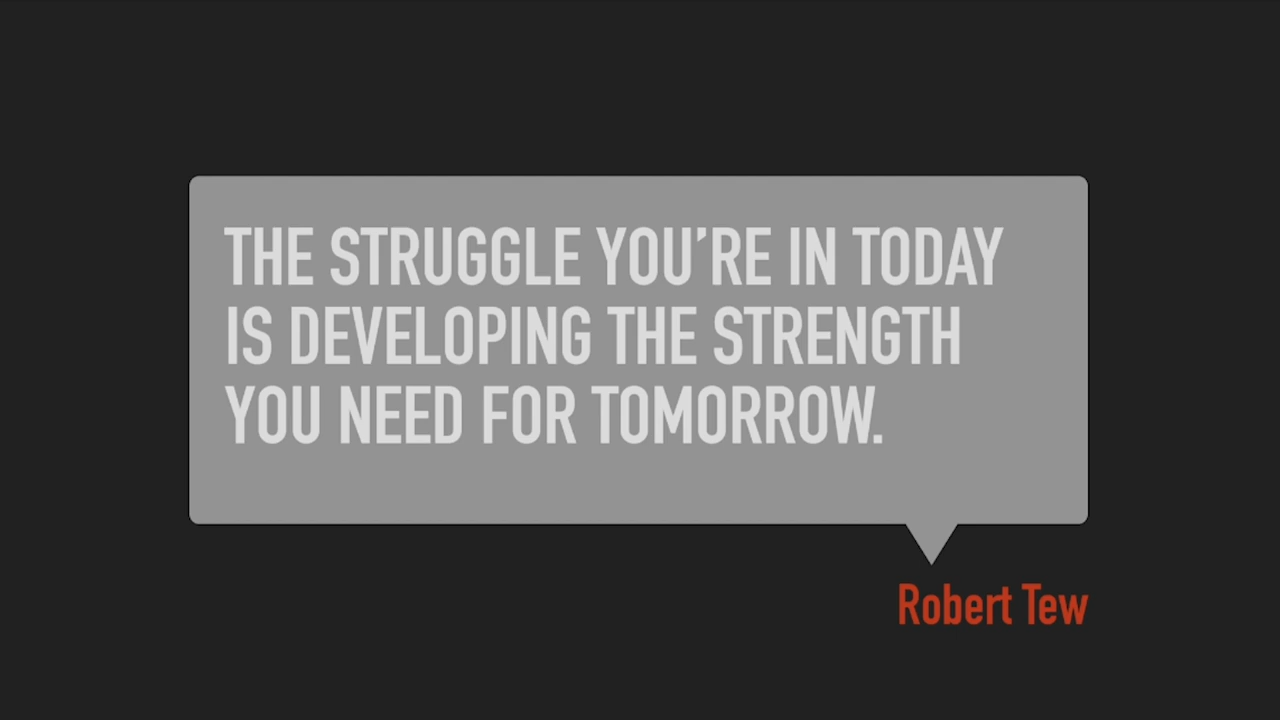 THE STRUGGLE YOU’RE IN TODAY
IS DEVELOPING THE STRENGTH
YOU NEED FOR TOMORROW.
Robert Tew